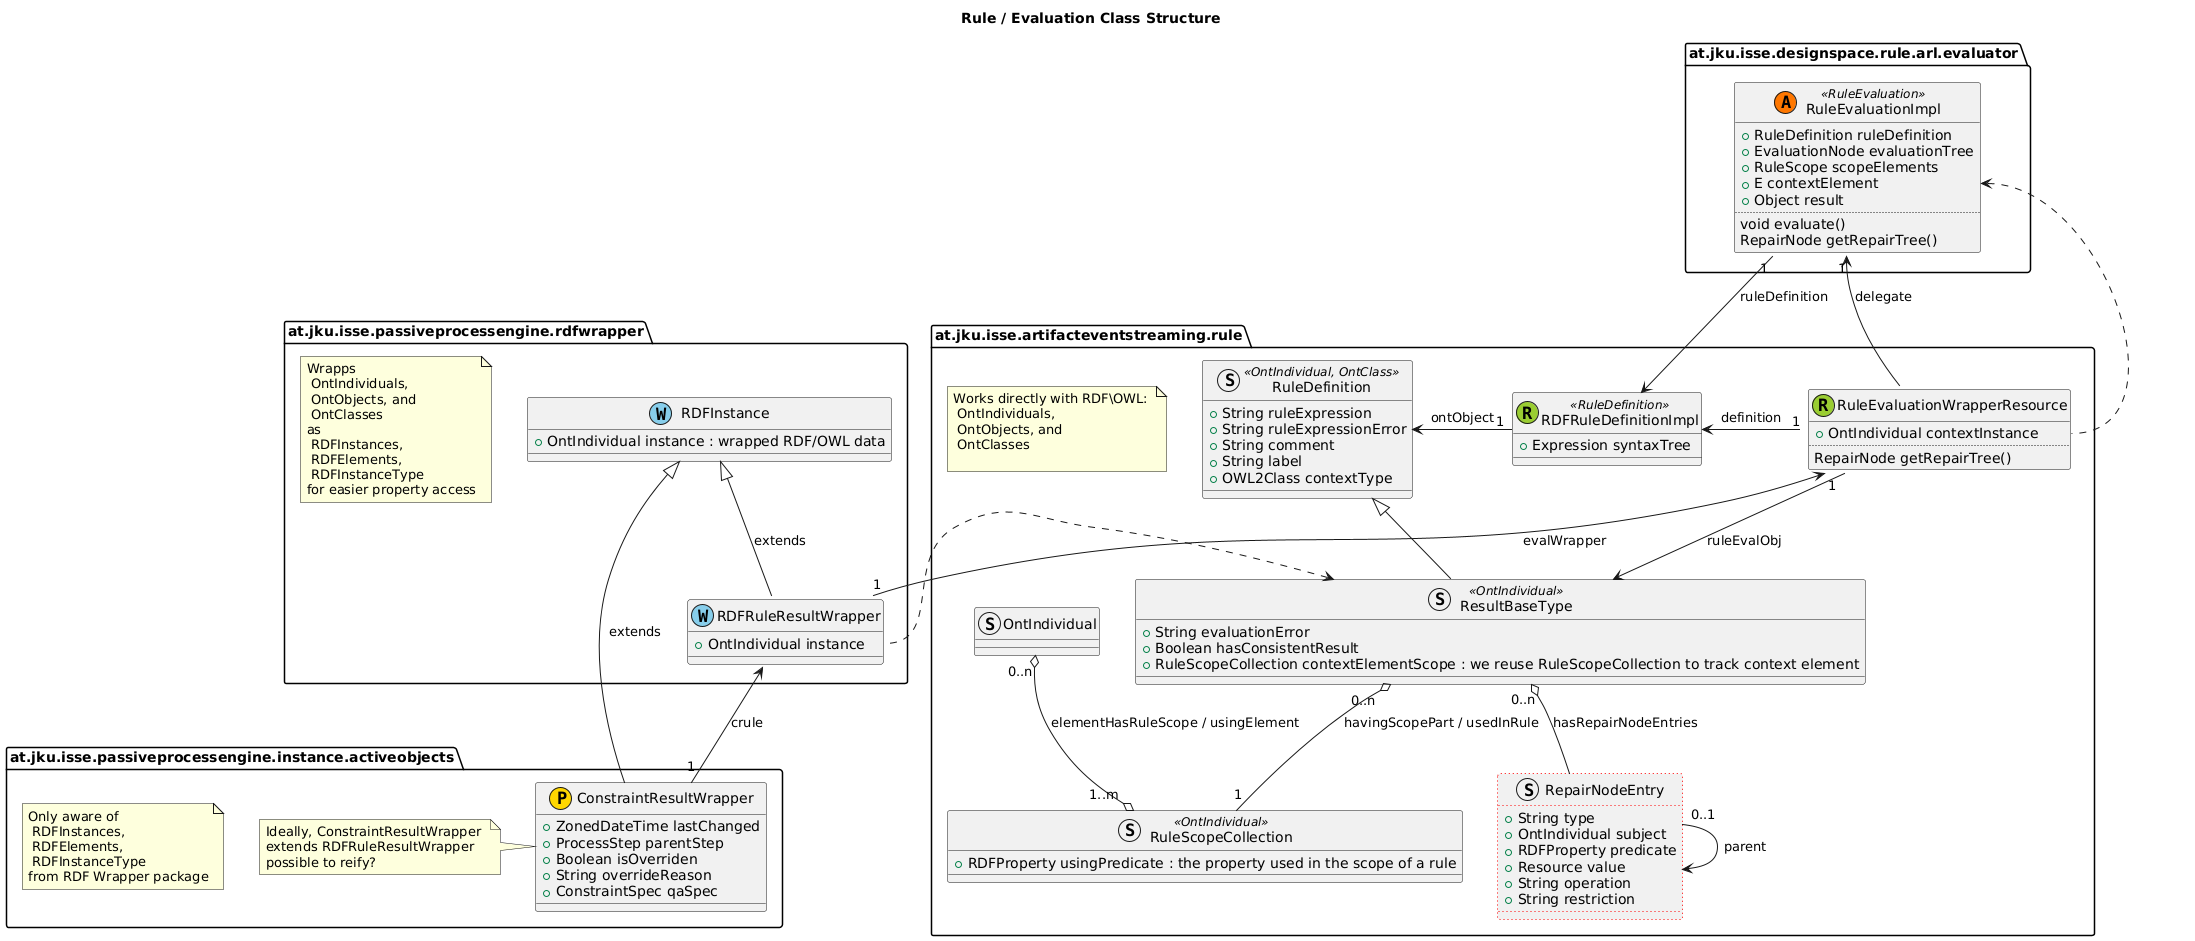 Rule / Evaluation Class Structure
at.jku.isse.designspace.rule.arl.evaluator
A
«RuleEvaluation»
RuleEvaluationImpl
RuleDefinition ruleDefinition
EvaluationNode evaluationTree
RuleScope scopeElements
E contextElement
Object result
void evaluate()
RepairNode getRepairTree()
1
1
ruleDefinition
delegate
at.jku.isse.passiveprocessengine.rdfwrapper
Wrapps
OntIndividuals,
OntObjects, and
OntClasses
as
RDFInstances,
RDFElements,
RDFInstanceType
for easier property access
W
RDFInstance
OntIndividual instance : wrapped RDF/OWL data
extends
extends
W
RDFRuleResultWrapper
OntIndividual instance
1
crule
at.jku.isse.artifacteventstreaming.rule
Works directly with RDF\OWL:
OntIndividuals,
OntObjects, and
OntClasses
S
«OntIndividual, OntClass»
RuleDefinition
String ruleExpression
String ruleExpressionError
String comment
String label
OWL2Class contextType
ontObject
1
R
«RuleDefinition»
RDFRuleDefinitionImpl
Expression syntaxTree
definition
1
R
RuleEvaluationWrapperResource
OntIndividual contextInstance
RepairNode getRepairTree()
1
evalWrapper
ruleEvalObj
S
OntIndividual
0..n
S
«OntIndividual»
ResultBaseType
String evaluationError
Boolean hasConsistentResult
RuleScopeCollection contextElementScope : we reuse RuleScopeCollection to track context element
0..n
0..n
elementHasRuleScope / usingElement
havingScopePart / usedInRule
hasRepairNodeEntries
1..m
1
S
«OntIndividual»
RuleScopeCollection
RDFProperty usingPredicate : the property used in the scope of a rule
S
RepairNodeEntry
String type
OntIndividual subject
RDFProperty predicate
Resource value
String operation
String restriction
0..1
parent
at.jku.isse.passiveprocessengine.instance.activeobjects
Only aware of
RDFInstances,
RDFElements,
RDFInstanceType
from RDF Wrapper package
Ideally, ConstraintResultWrapper
extends RDFRuleResultWrapper
possible to reify?
1
P
ConstraintResultWrapper
ZonedDateTime lastChanged
ProcessStep parentStep
Boolean isOverriden
String overrideReason
ConstraintSpec qaSpec